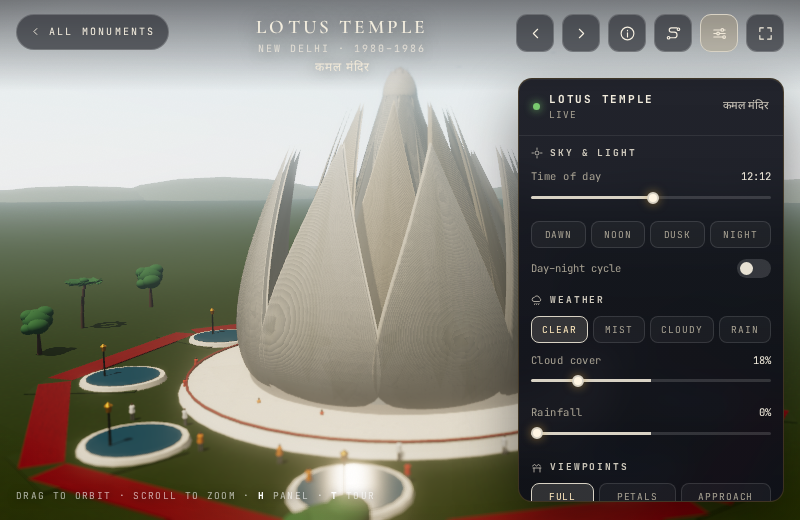 ALL MONUMENTS
LOTUS TEMPLE
NEW DELHI · 1980–1986
कमल मंदिर
LOTUS TEMPLE
LIVE
कमल मंदिर
SKY & LIGHT
Time of day 12:12
DAWN NOON DUSK NIGHT
Day-night cycle
WEATHER
CLEAR MIST CLOUDY RAIN
Cloud cover 18%
Rainfall 0%
VIEWPOINTS
FULL PETALS APPROACH
DRAG TO ORBIT · SCROLL TO ZOOM · H PANEL · T TOUR